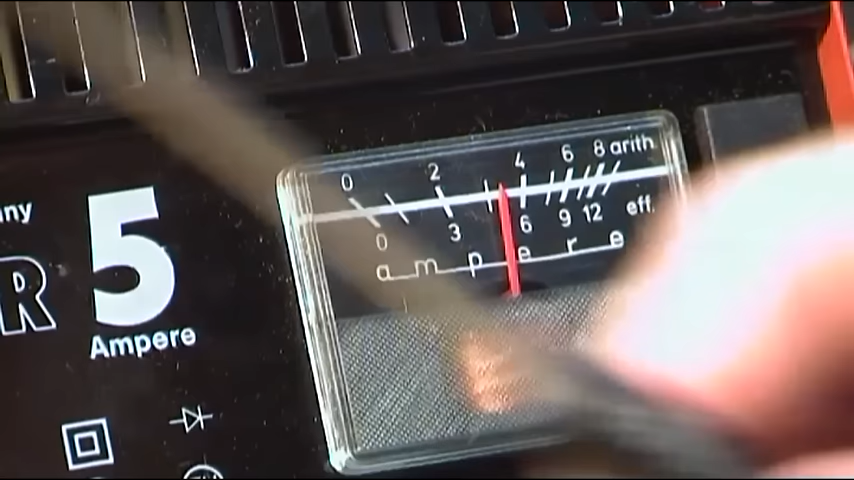 0 2 4 6 8 arith
0 3 6 9 12 eff.
ampere
ny
R 5
Ampere